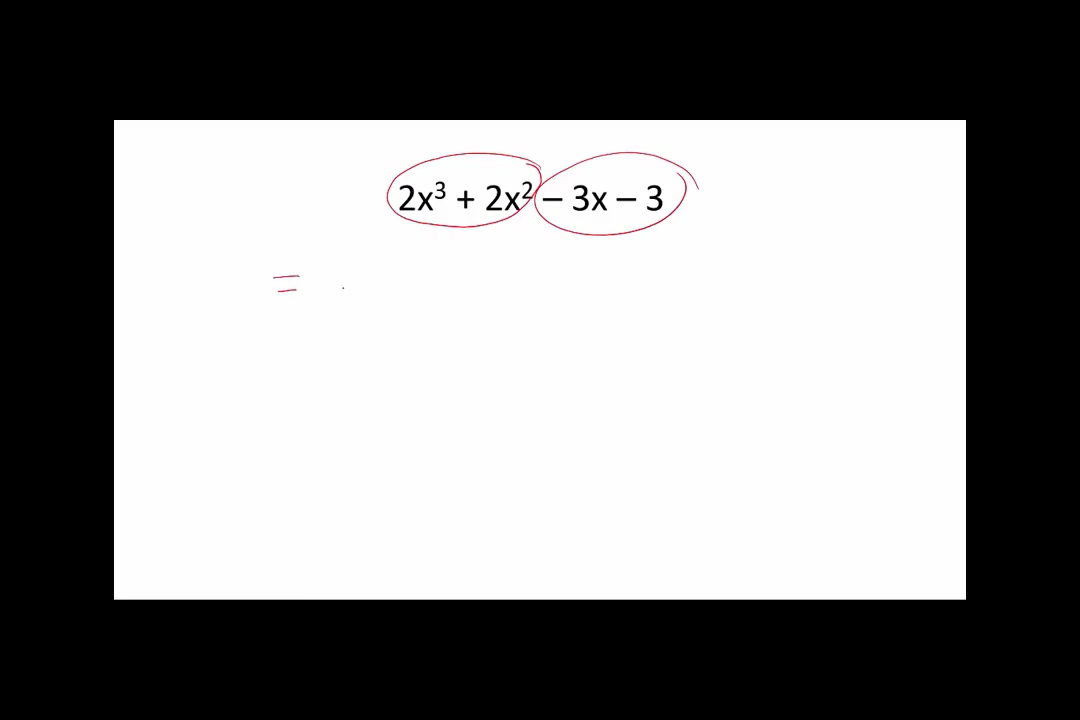 2x³ + 2x² – 3x – 3
=